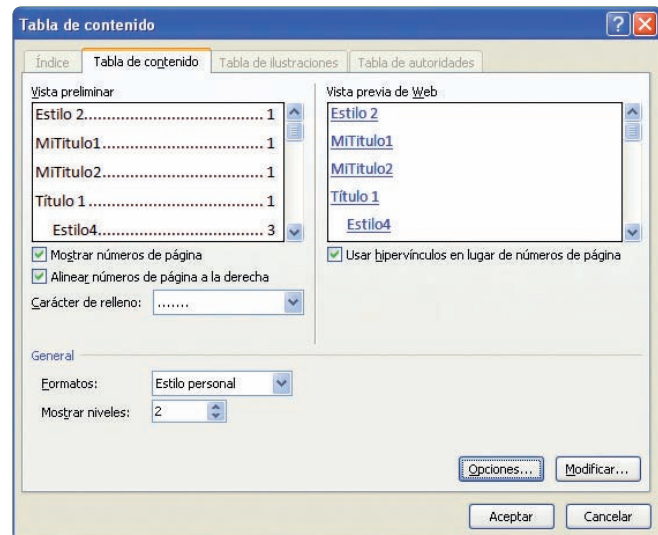 Tabla de contenido
Índice
Tabla de contenido
Tabla de ilustraciones
Tabla de autoridades
Vista preliminar
Estilo 2........................................ 1
MiTitulo1.................................... 1
MiTitulo2.................................... 1
Título 1........................................ 1
Estilo4..................................... 3
Mostrar números de página
Alinear números de página a la derecha
Carácter de relleno:
.......
Vista previa de Web
Estilo 2
MiTitulo1
MiTitulo2
Título 1
Estilo4
Usar hipervínculos en lugar de números de página
General
Formatos:
Estilo personal
Mostrar niveles:
2
Opciones...
Modificar...
Aceptar
Cancelar